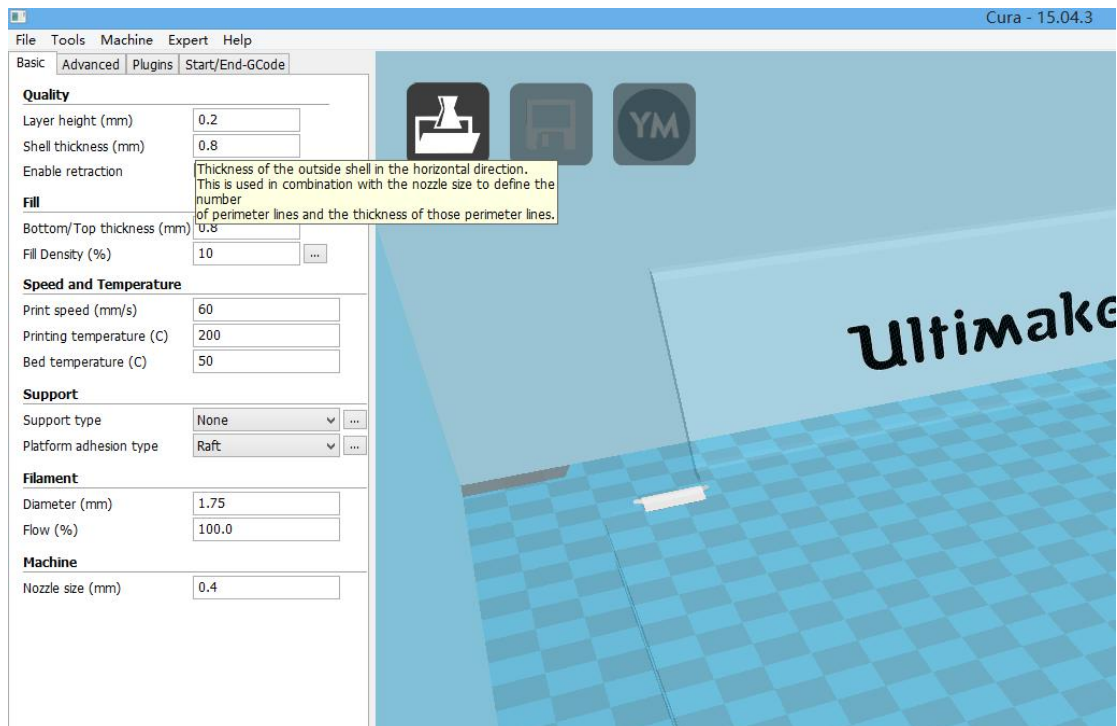 Cura - 15.04.3
File Tools Machine Expert Help
Basic Advanced Plugins Start/End-GCode
Quality
Layer height (mm) 0.2
Shell thickness (mm) 0.8
Enable retraction
Thickness of the outside shell in the horizontal direction.
This is used in combination with the nozzle size to define the
number
of perimeter lines and the thickness of those perimeter lines.
Fill
Bottom/Top thickness (mm) 0.8
Fill Density (%) 10 ...
Speed and Temperature
Print speed (mm/s) 60
Printing temperature (C) 200
Bed temperature (C) 50
Support
Support type None ...
Platform adhesion type Raft ...
Filament
Diameter (mm) 1.75
Flow (%) 100.0
Machine
Nozzle size (mm) 0.4
YM
Ultimake